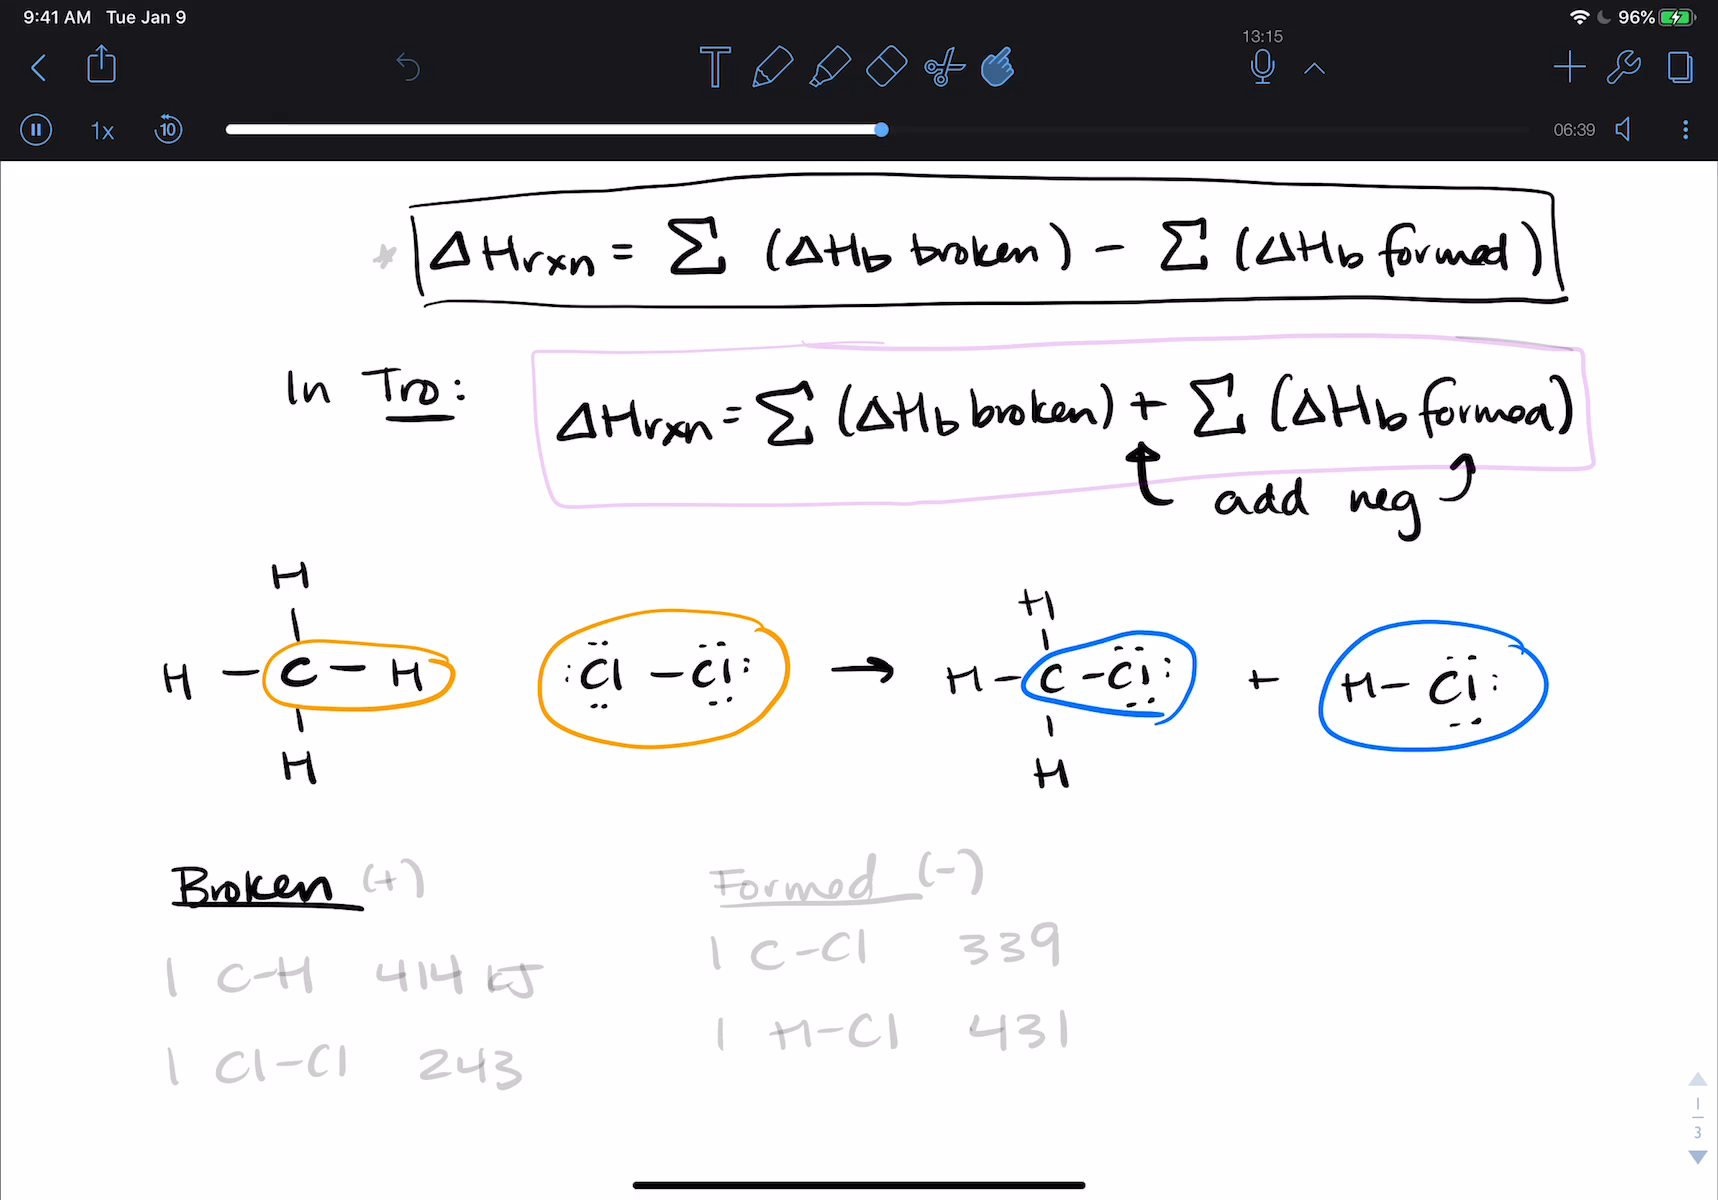 9:41 AM Tue Jan 9
96%
13:15
1x
10
06:39
* ΔHrxn = Σ (ΔHb broken) - Σ (ΔHb formed)
In Tro:
ΔHrxn = Σ (ΔHb broken) + Σ (ΔHb formed)
add neg
H
H - C - H
H
:Cl - Cl:
→
H
H - C - Cl:
H
+
H - Cl:
Broken (+)
1 C-H 414 kJ
1 Cl-Cl 243
Formed (-)
1 C-Cl 339
1 H-Cl 431
1
3